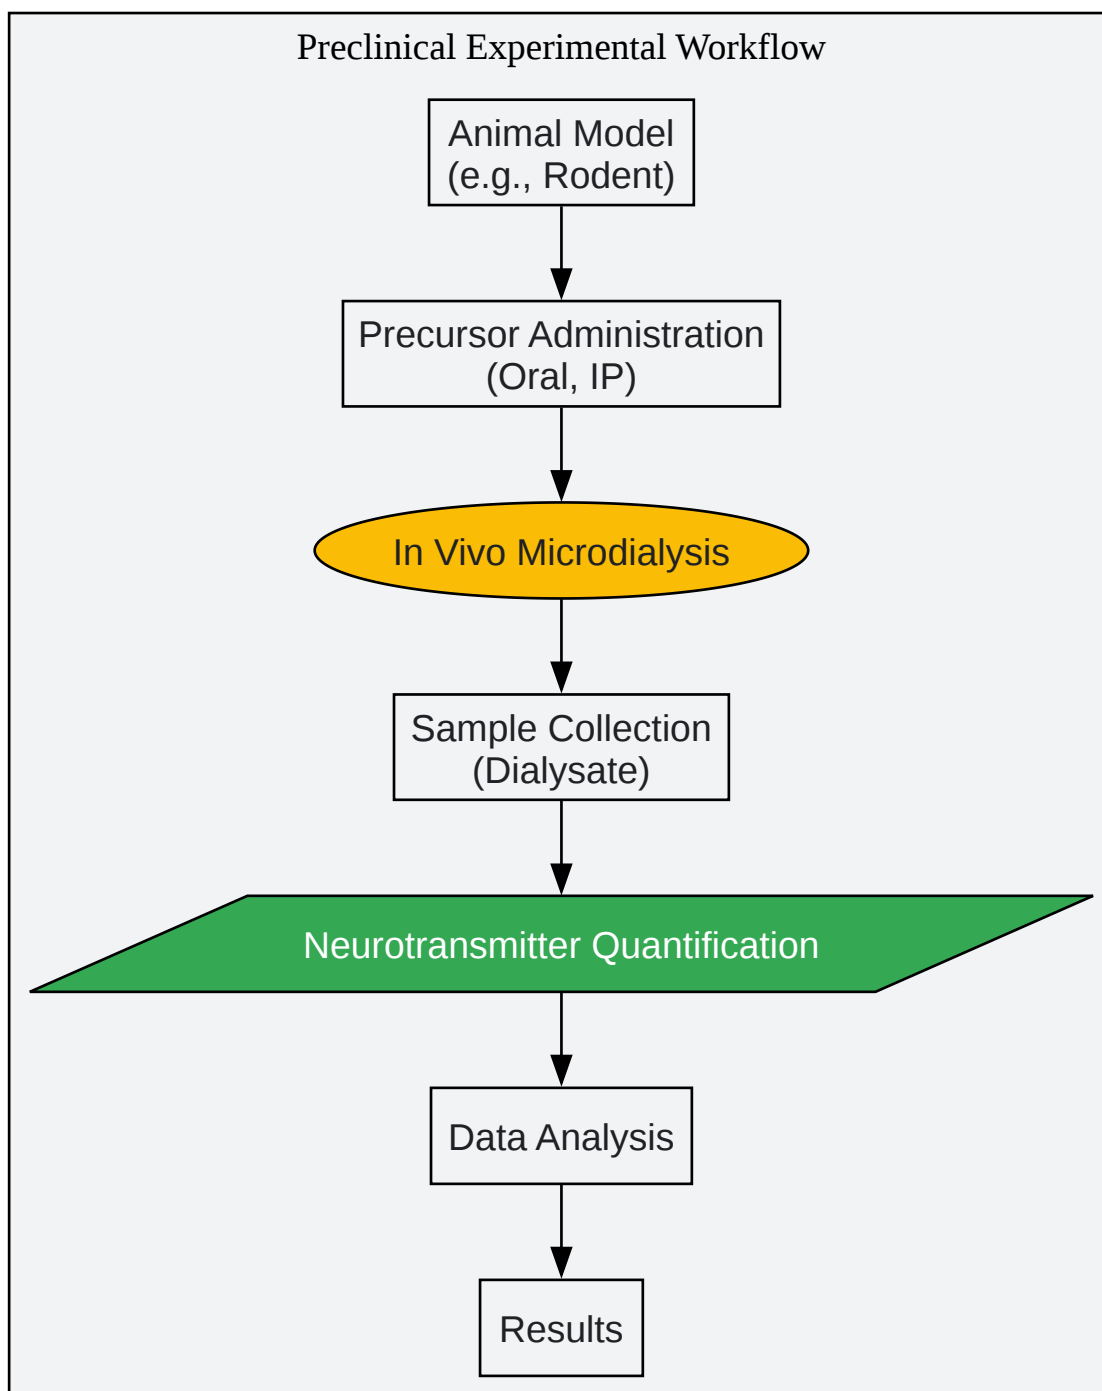 Preclinical Experimental Workflow
Animal Model
(e.g., Rodent)
Precursor Administration
(Oral, IP)
In Vivo Microdialysis
Sample Collection
(Dialysate)
Neurotransmitter Quantification
Data Analysis
Results